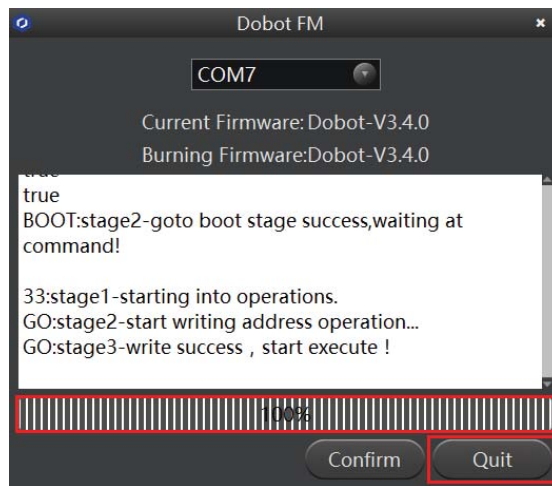 Dobot FM
COM7
Current Firmware: Dobot-V3.4.0
Burning Firmware:Dobot-V3.4.0
true
true
BOOT:stage2-goto boot stage success,waiting at
command!
33:stage1-starting into operations.
GO:stage2-start writing address operation...
GO:stage3-write success , start execute !
100%
Confirm
Quit